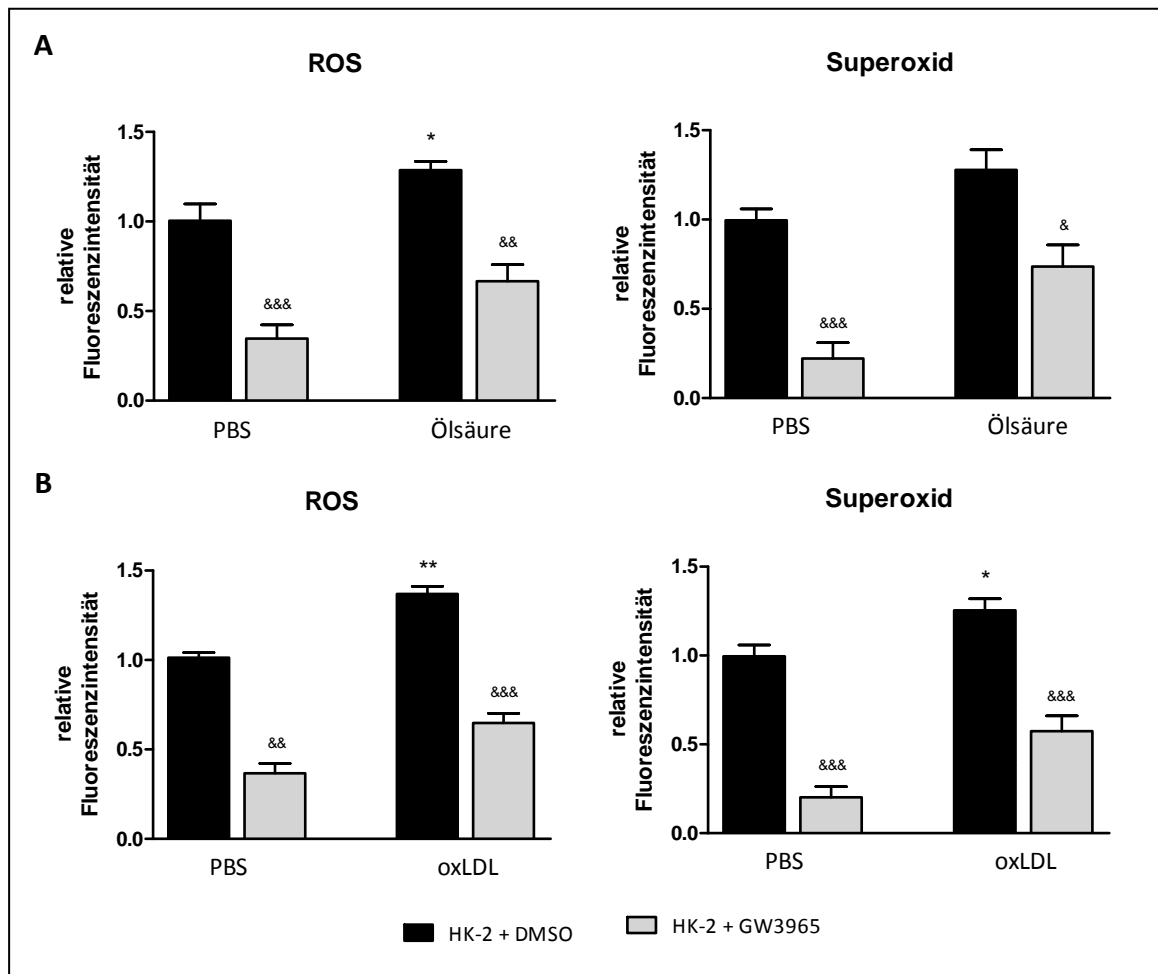 A
ROS
Superoxid
relative
Fluoreszenzintensität
1.5
1.0
0.5
0.0
*
&&&
&&
PBS
Ölsäure
relative
Fluoreszenzintensität
1.5
1.0
0.5
0.0
&&&
&
PBS
Ölsäure
B
ROS
Superoxid
relative
Fluoreszenzintensität
1.5
1.0
0.5
0.0
**
&&
&&&
PBS
oxLDL
relative
Fluoreszenzintensität
1.5
1.0
0.5
0.0
*
&&&
&&&
PBS
oxLDL
HK-2 + DMSO
HK-2 + GW3965